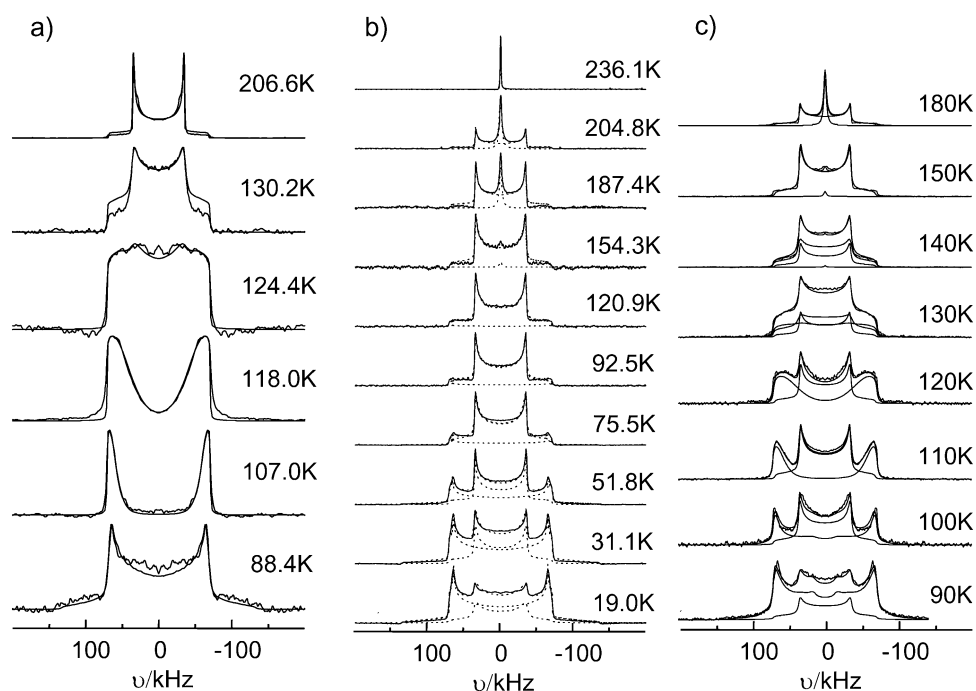 a)
206.6K
130.2K
124.4K
118.0K
107.0K
88.4K
100 0 -100
υ/kHz
b)
236.1K
204.8K
187.4K
154.3K
120.9K
92.5K
75.5K
51.8K
31.1K
19.0K
100 0 -100
υ/kHz
c)
180K
150K
140K
130K
120K
110K
100K
90K
100 0 -100
υ/kHz